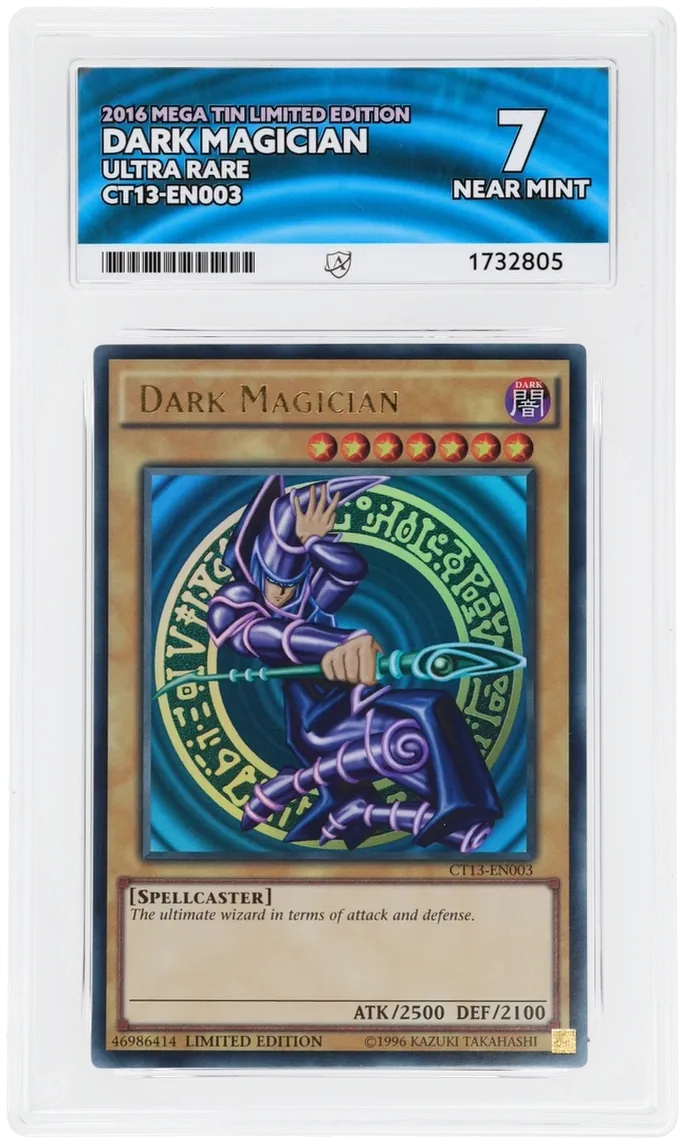 2016 MEGA TIN LIMITED EDITION
DARK MAGICIAN
ULTRA RARE
CT13-EN003
7
NEAR MINT
1732805
DARK MAGICIAN
DARK
闇
CT13-EN003
[SPELLCASTER]
The ultimate wizard in terms of attack and defense.
ATK/2500 DEF/2100
46986414 LIMITED EDITION ©1996 KAZUKI TAKAHASHI